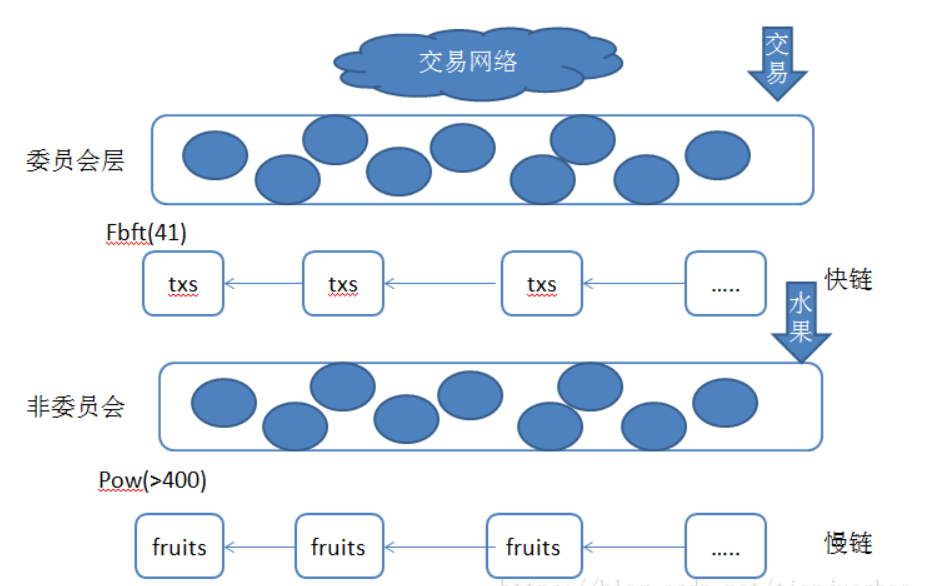 交易网络
交易
委员会层
Fbft(41)
txs
txs
txs
…..
快链
水果
非委员会
Pow(>400)
fruits
fruits
fruits
…..
慢链